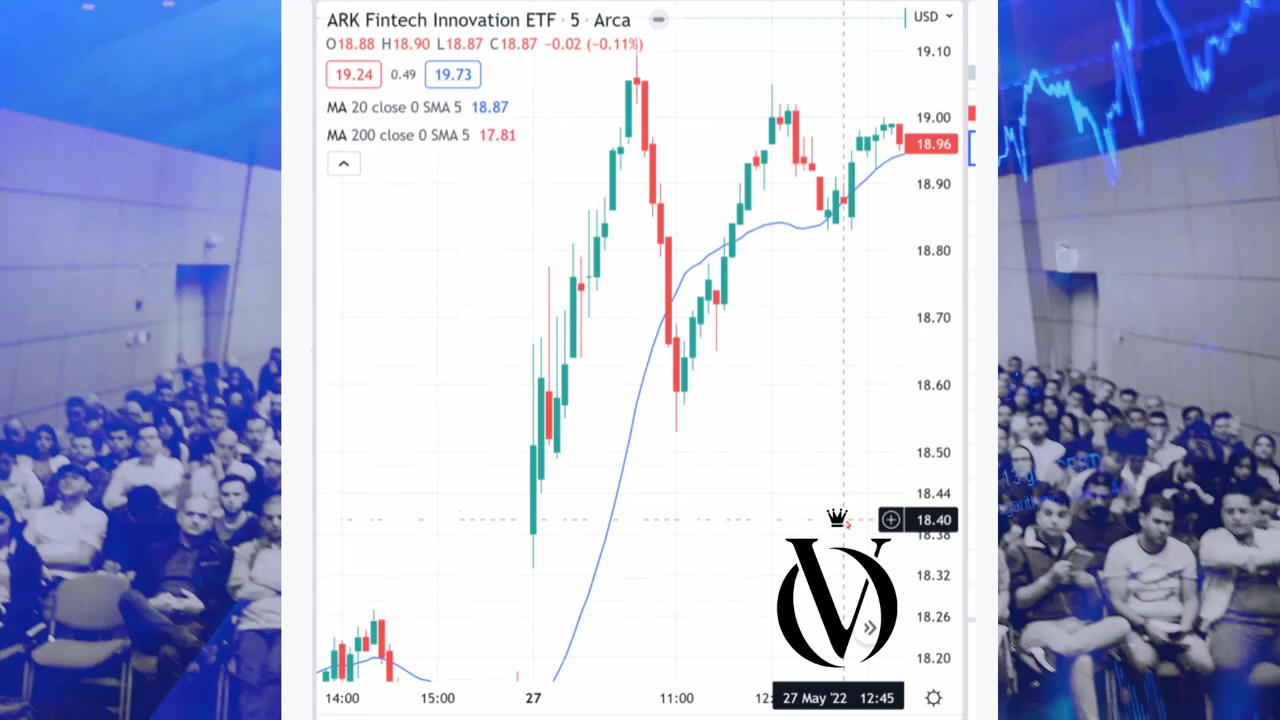 ARK Fintech Innovation ETF · 5 · Arca
O18.88 H18.90 L18.87 C18.87 −0.02 (−0.11%)
19.24 0.49 19.73
MA 20 close 0 SMA 5 18.87
MA 200 close 0 SMA 5 17.81
USD
19.10
19.00
18.96
18.90
18.80
18.70
18.60
18.50
18.44
18.40
18.38
18.32
18.26
18.20
14:00 15:00 27 11:00 12: 27 May '22 12:45
OV